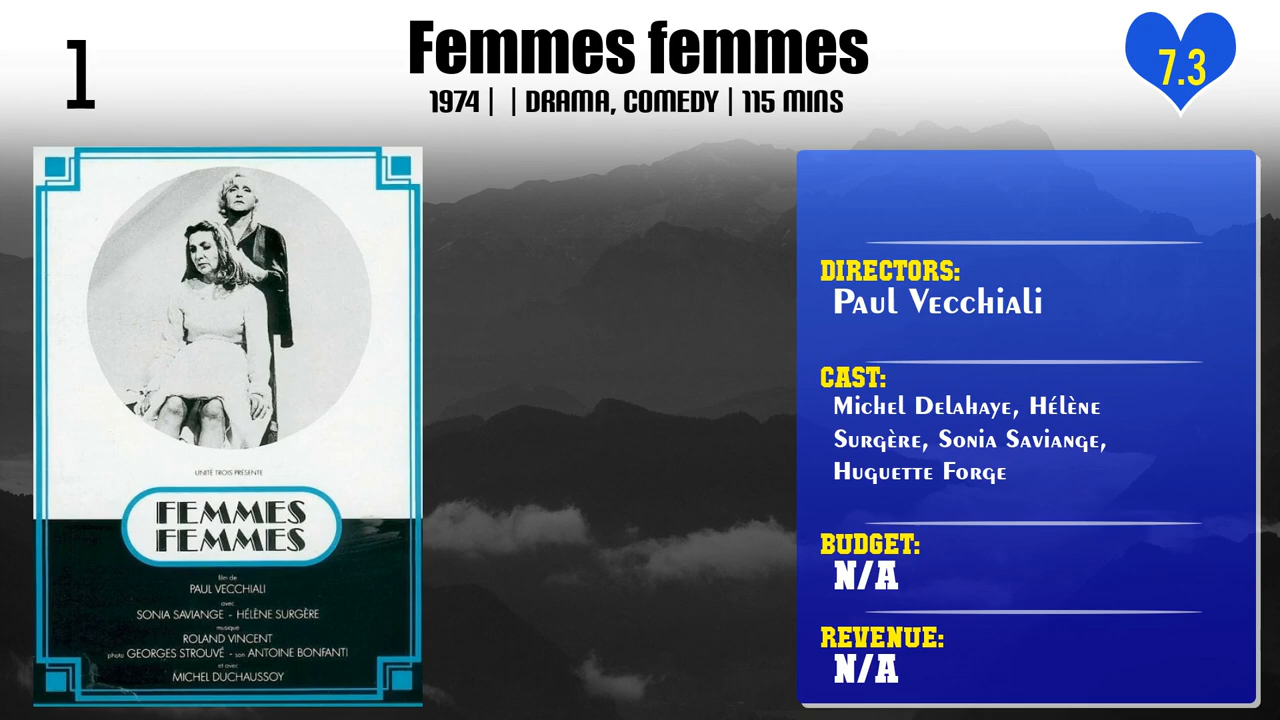 1
Femmes femmes
1974 | | DRAMA, COMEDY | 115 MINS
7.3
UNITÉ TROIS PRÉSENTE
FEMMES
FEMMES
film de
PAUL VECCHIALI
avec
SONIA SAVIANGE - HÉLÈNE SURGÈRE
musique
ROLAND VINCENT
photo GEORGES STROUVÉ - son ANTOINE BONFANTI
et avec
MICHEL DUCHAUSSOY
DIRECTORS:
Paul Vecchiali
CAST:
Michel Delahaye, Hélène
Surgère, Sonia Saviange,
Huguette Forge
BUDGET:
N/A
REVENUE:
N/A